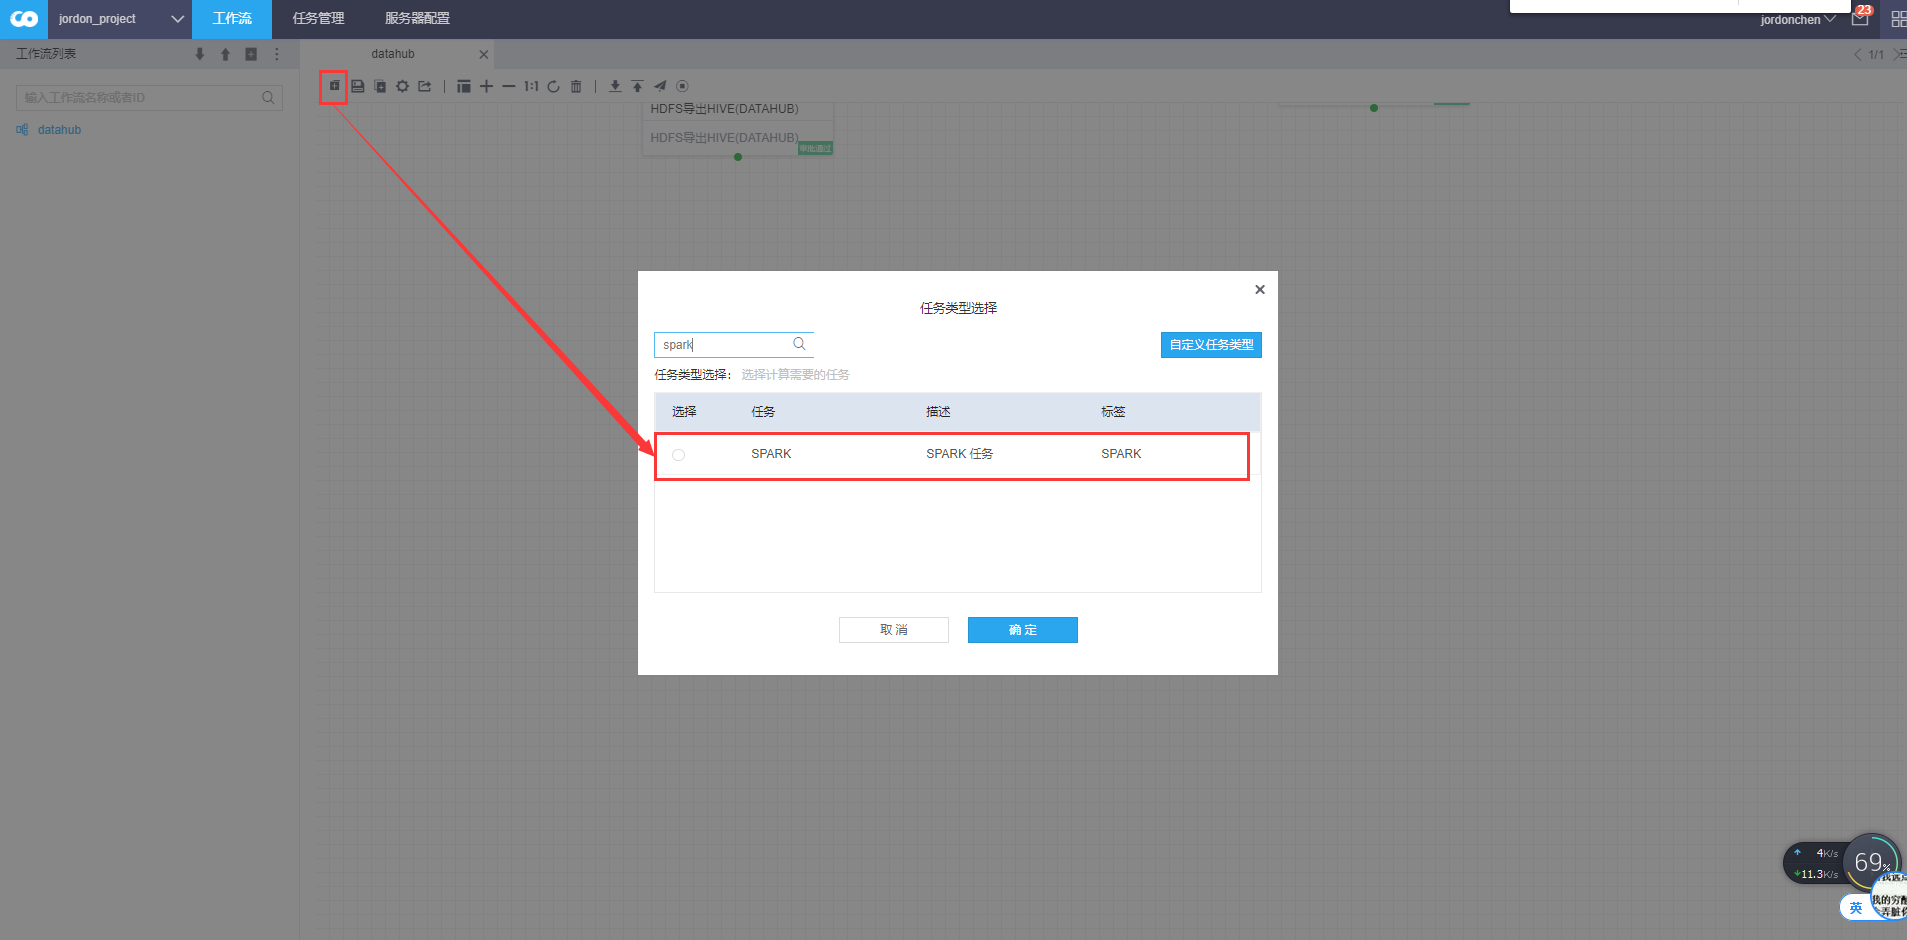 jordon_project
工作流
任务管理
服务器配置
jordonchen
23
工作流列表
datahub
1/1
输入工作流名称或者ID
1:1
datahub
HDFS导出HIVE(DATAHUB)
HDFS导出HIVE(DATAHUB)
审批通过
任务类型选择
spark
自定义任务类型
任务类型选择： 选择计算需要的任务
选择 任务 描述 标签
SPARK SPARK 任务 SPARK
取 消
确 定
4K/s
11.3K/s
69%
英
我的穷
弄脏你